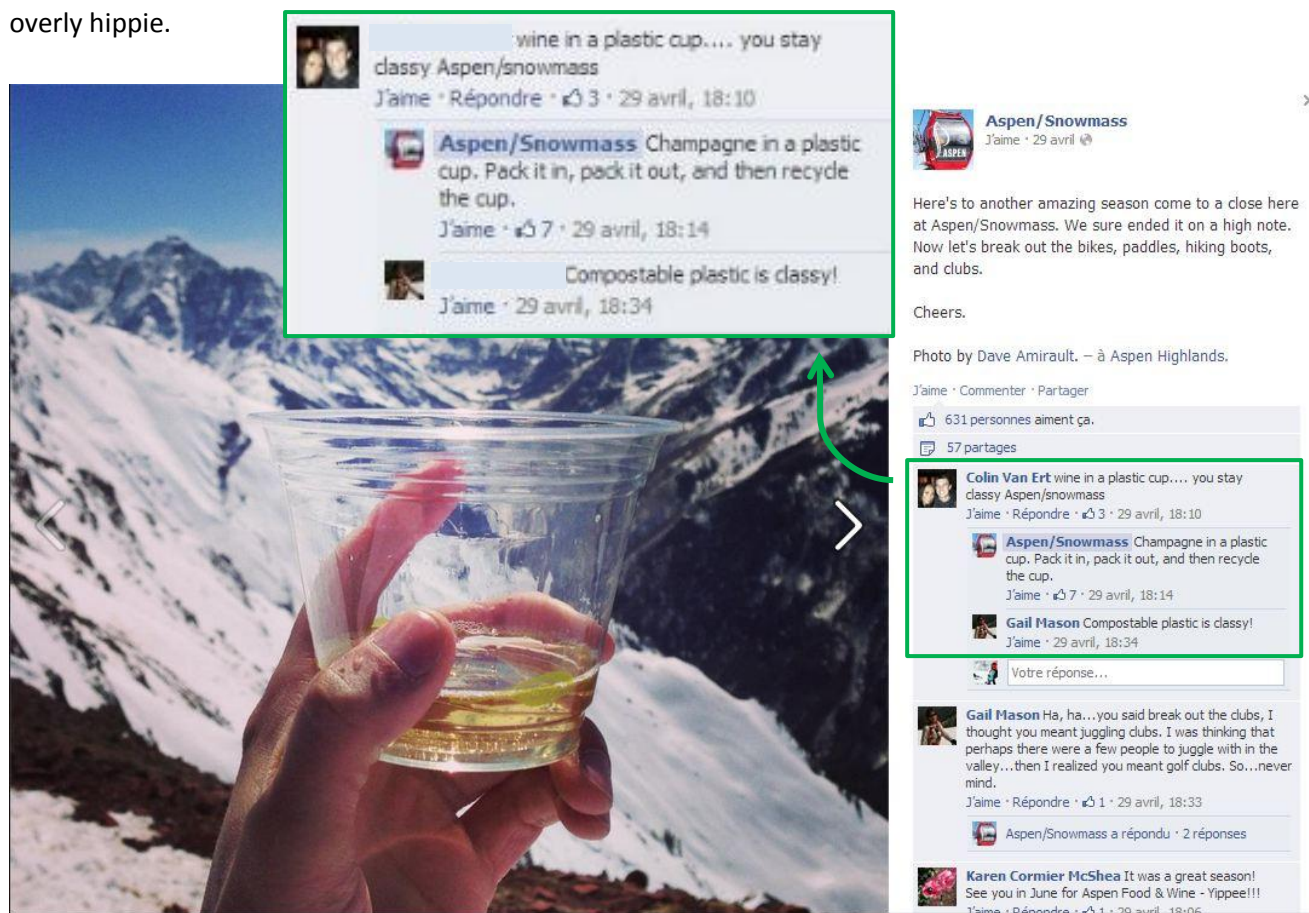 overly hippie.
wine in a plastic cup.... you stay
classy Aspen/snowmass
J'aime · Répondre · 3 · 29 avril, 18:10
Aspen/Snowmass Champagne in a plastic
cup. Pack it in, pack it out, and then recycle
the cup.
J'aime · 7 · 29 avril, 18:14
Compostable plastic is classy!
J'aime · 29 avril, 18:34
ASPEN
Aspen/Snowmass
J'aime · 29 avril
Here's to another amazing season come to a close here
at Aspen/Snowmass. We sure ended it on a high note.
Now let's break out the bikes, paddles, hiking boots,
and clubs.
Cheers.
Photo by Dave Amirault. – à Aspen Highlands.
J'aime · Commenter · Partager
631 personnes aiment ça.
57 partages
Colin Van Ert wine in a plastic cup.... you stay
classy Aspen/snowmass
J'aime · Répondre · 3 · 29 avril, 18:10
Aspen/Snowmass Champagne in a plastic
cup. Pack it in, pack it out, and then recycle
the cup.
J'aime · 7 · 29 avril, 18:14
Gail Mason Compostable plastic is classy!
J'aime · 29 avril, 18:34
Votre réponse...
Gail Mason Ha, ha...you said break out the clubs, I
thought you meant juggling clubs. I was thinking that
perhaps there were a few people to juggle with in the
valley...then I realized you meant golf clubs. So...never
mind.
J'aime · Répondre · 1 · 29 avril, 18:33
Aspen/Snowmass a répondu · 2 réponses
Karen Cormier McShea It was a great season!
See you in June for Aspen Food & Wine - Yippee!!!
J'aime · Répondre · 1 · 29 avril, 18:06